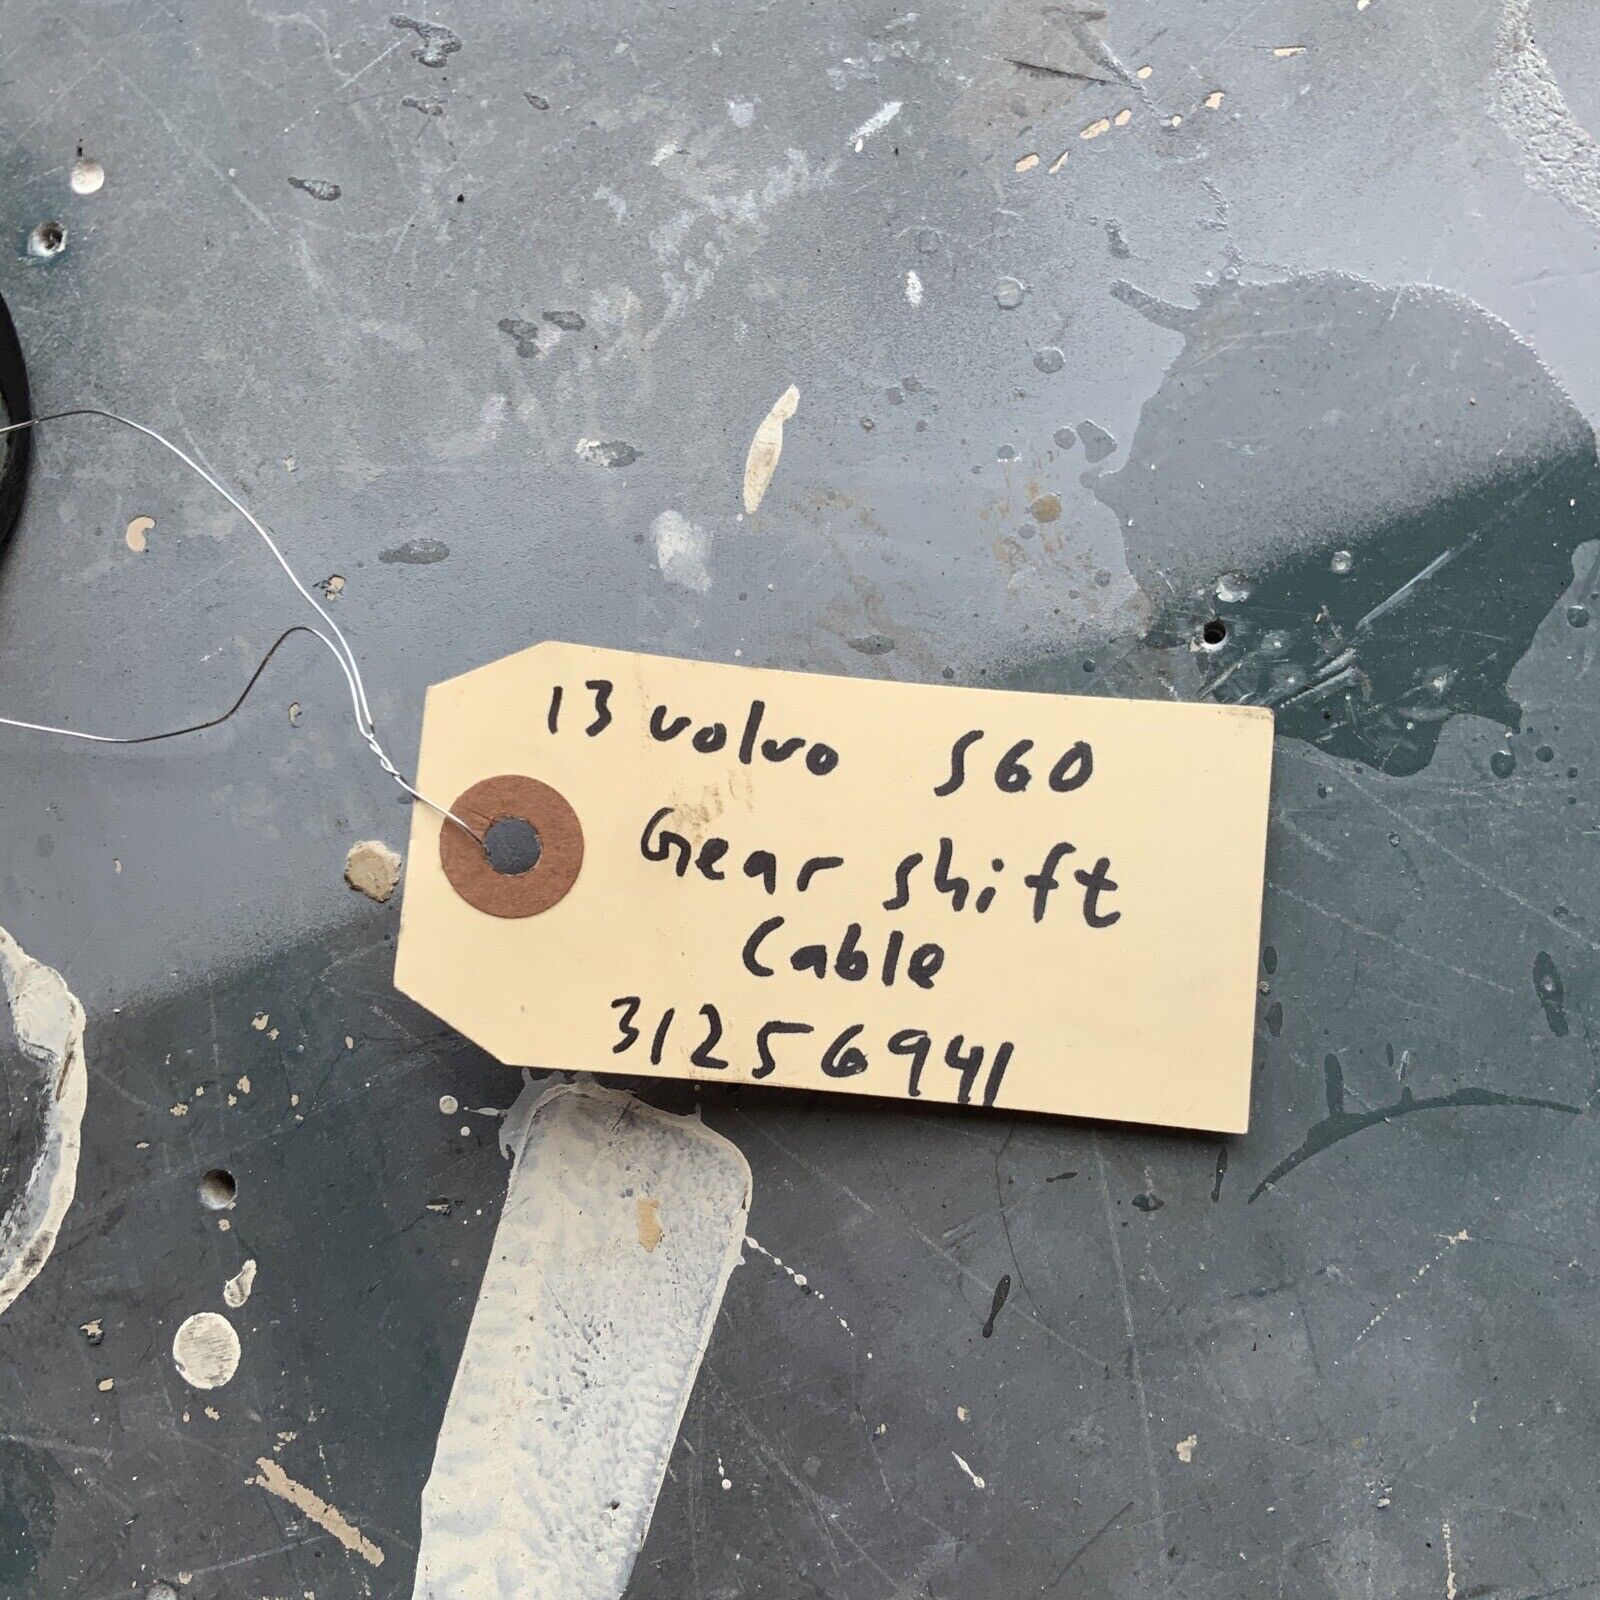 13 volvo S60
Gear shift
Cable
31256941